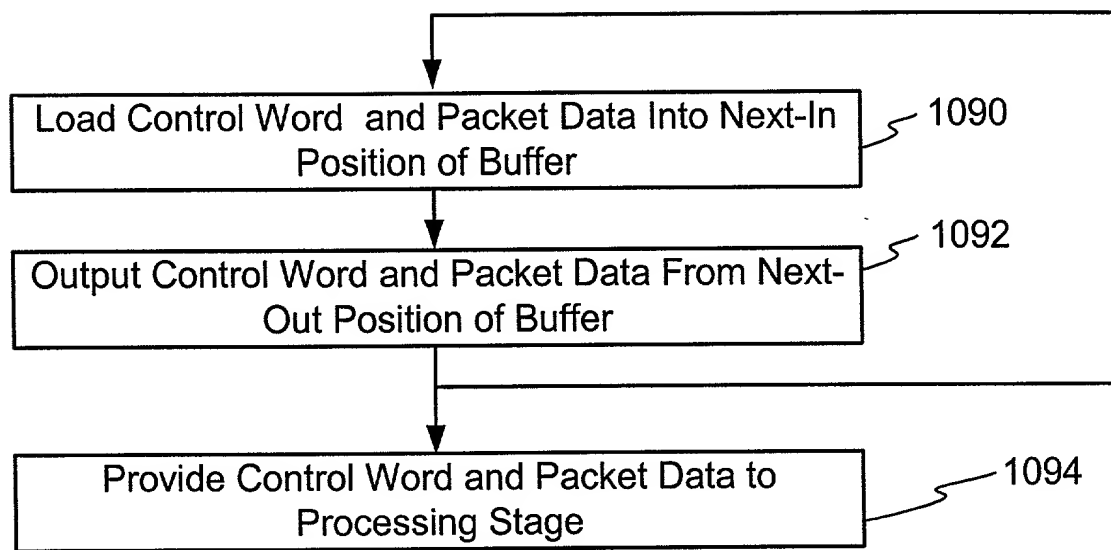 Load Control Word and Packet Data Into Next-In
Position of Buffer
1090
Output Control Word and Packet Data From Next-
Out Position of Buffer
1092
Provide Control Word and Packet Data to
Processing Stage
1094